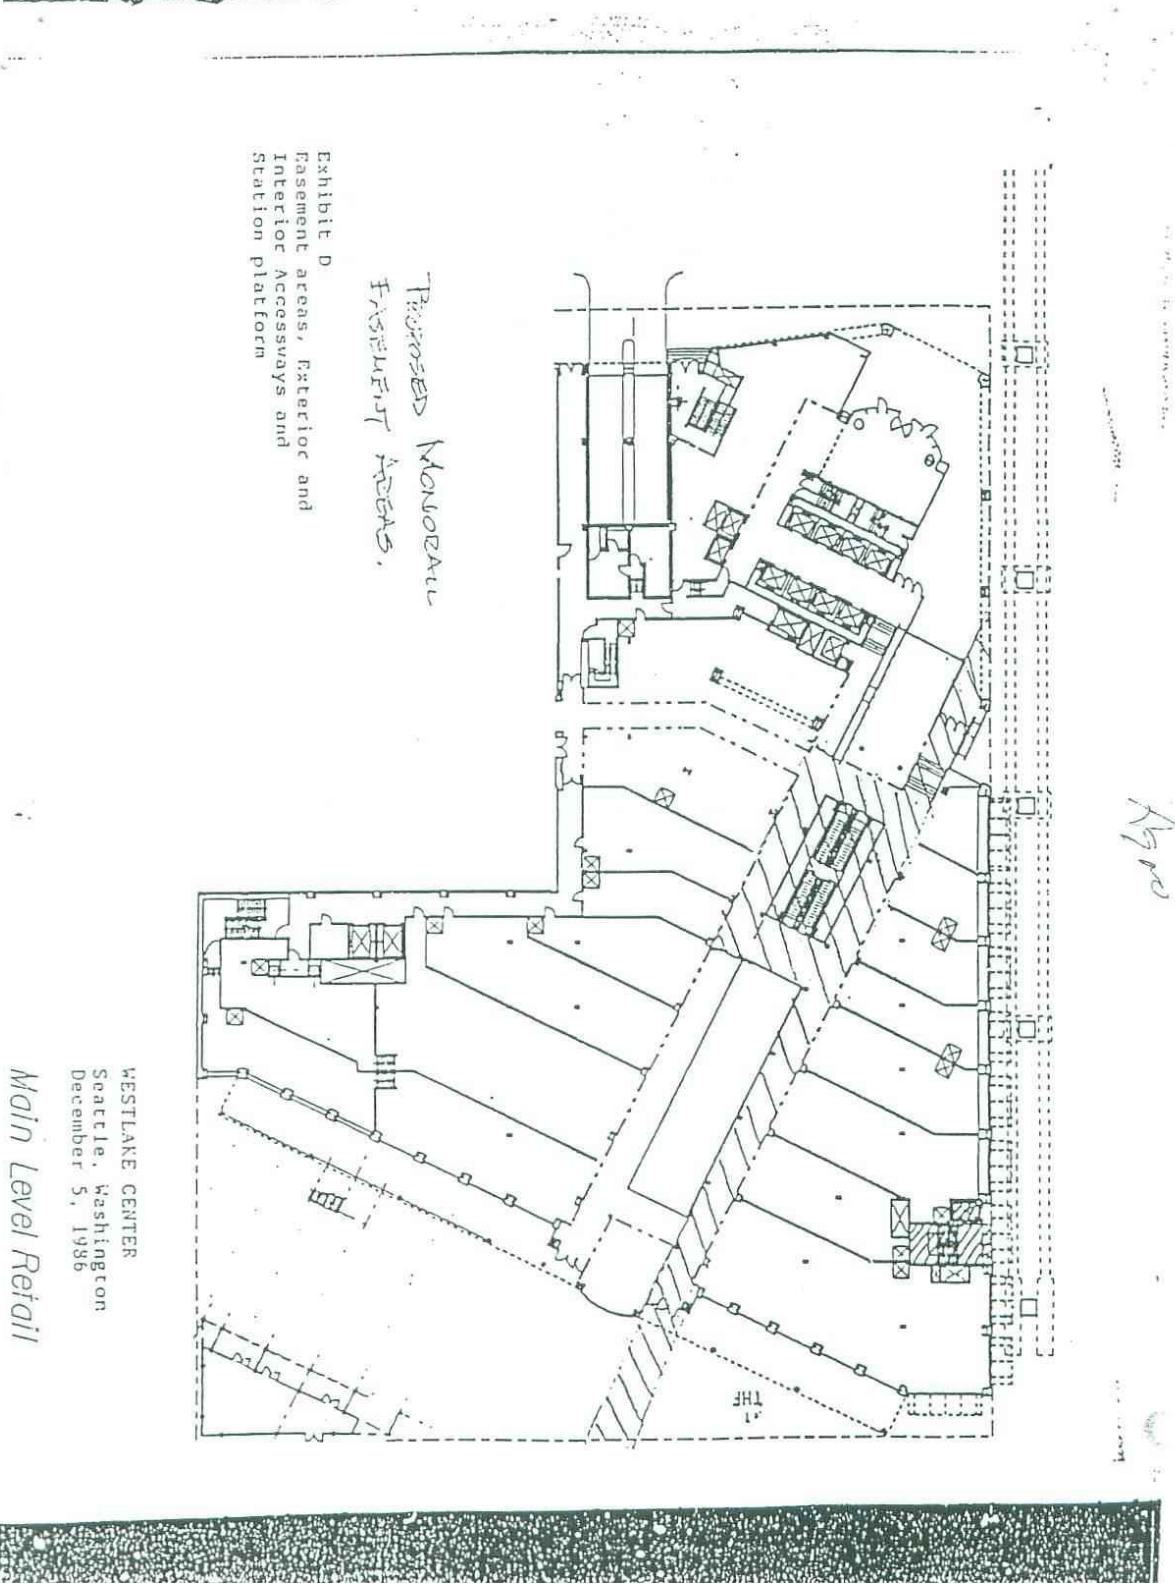 Exhibit D
Easement areas, Exterior and
Interior Accessways and
Station platform
PROPOSED MONORAIL
EASEMENT AREAS.
WESTLAKE CENTER
Seattle, Washington
December 5, 1986
Main Level Retail